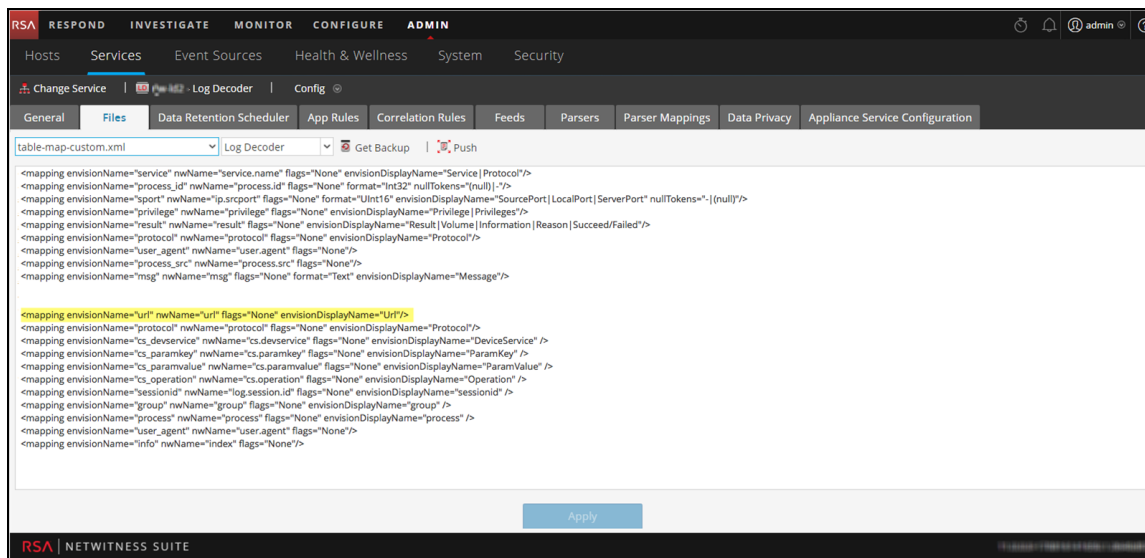 RSA RESPOND INVESTIGATE MONITOR CONFIGURE ADMIN admin
Hosts Services Event Sources Health & Wellness System Security
Change Service | LD - Log Decoder | Config
General Files Data Retention Scheduler App Rules Correlation Rules Feeds Parsers Parser Mappings Data Privacy Appliance Service Configuration
table-map-custom.xml Log Decoder Get Backup | Push
<mapping envisionName="service" nwName="service.name" flags="None" envisionDisplayName="Service|Protocol"/>
<mapping envisionName="process_id" nwName="process.id" flags="None" format="Int32" nullTokens="(null)|-"/>
<mapping envisionName="sport" nwName="ip.srcport" flags="None" format="UInt16" envisionDisplayName="SourcePort|LocalPort|ServerPort" nullTokens="-|(null)"/>
<mapping envisionName="privilege" nwName="privilege" flags="None" envisionDisplayName="Privilege|Privileges"/>
<mapping envisionName="result" nwName="result" flags="None" envisionDisplayName="Result|Volume|Information|Reason|Succeed/Failed"/>
<mapping envisionName="protocol" nwName="protocol" flags="None" envisionDisplayName="Protocol"/>
<mapping envisionName="user_agent" nwName="user.agent" flags="None"/>
<mapping envisionName="process_src" nwName="process.src" flags="None"/>
<mapping envisionName="msg" nwName="msg" flags="None" format="Text" envisionDisplayName="Message"/>
<mapping envisionName="url" nwName="url" flags="None" envisionDisplayName="Url"/>
<mapping envisionName="protocol" nwName="protocol" flags="None" envisionDisplayName="Protocol"/>
<mapping envisionName="cs_devservice" nwName="cs.devservice" flags="None" envisionDisplayName="DeviceService" />
<mapping envisionName="cs_paramkey" nwName="cs.paramkey" flags="None" envisionDisplayName="ParamKey" />
<mapping envisionName="cs_paramvalue" nwName="cs.paramvalue" flags="None" envisionDisplayName="ParamValue" />
<mapping envisionName="cs_operation" nwName="cs.operation" flags="None" envisionDisplayName="Operation" />
<mapping envisionName="sessionid" nwName="log.session.id" flags="None" envisionDisplayName="sessionid" />
<mapping envisionName="group" nwName="group" flags="None" envisionDisplayName="group" />
<mapping envisionName="process" nwName="process" flags="None" envisionDisplayName="process" />
<mapping envisionName="user_agent" nwName="user.agent" flags="None"/>
<mapping envisionName="info" nwName="index" flags="None"/>
Apply
RSA | NETWITNESS SUITE